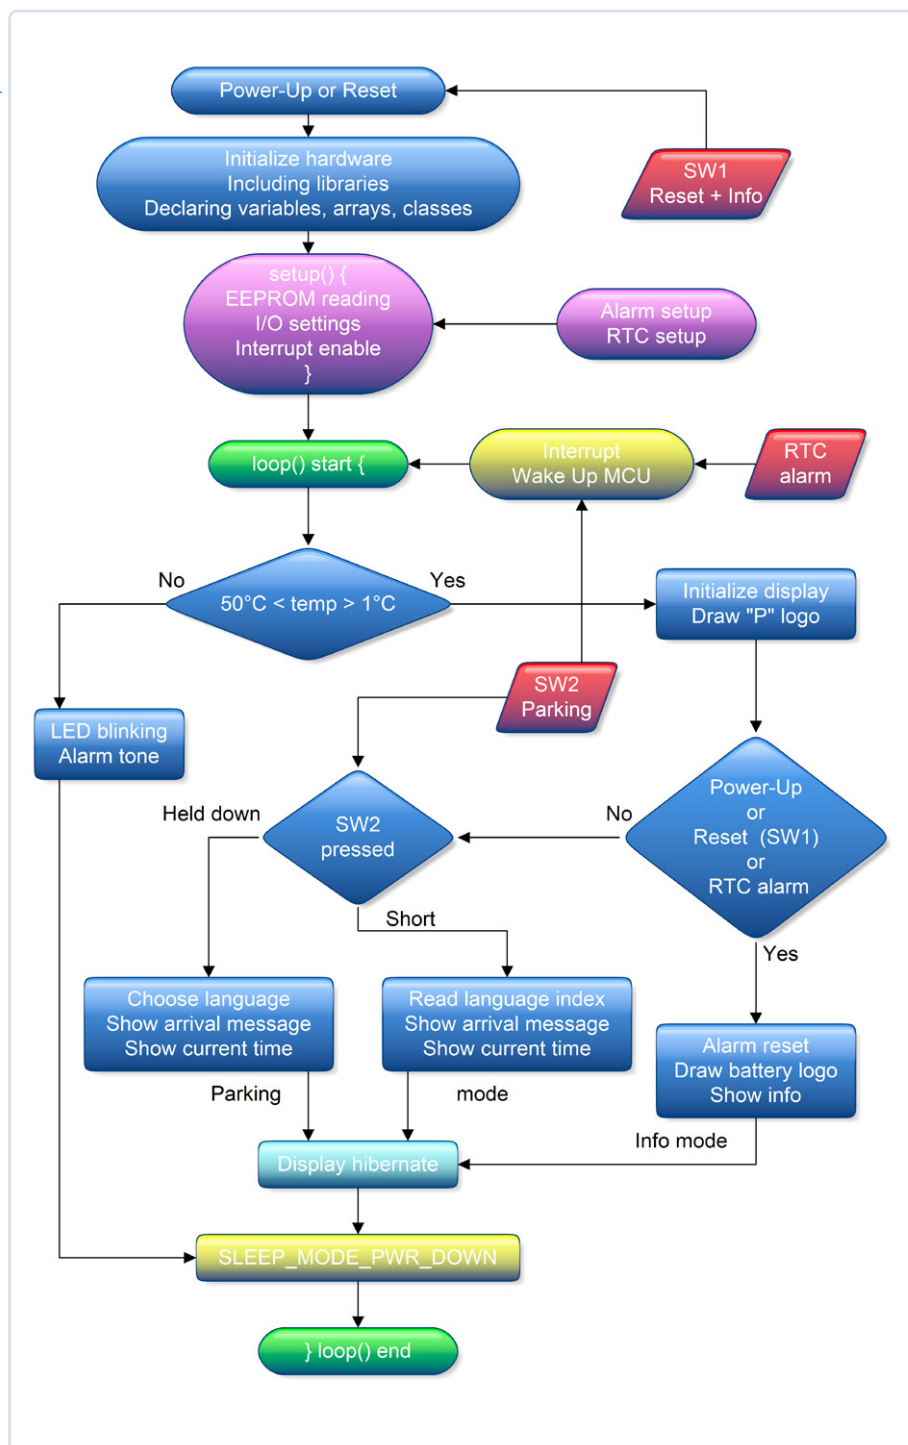 Power-Up or Reset
SW1
Reset + Info
Initialize hardware
Including libraries
Declaring variables, arrays, classes
setup() {
EEPROM reading
I/O settings
Interrupt enable
}
Alarm setup
RTC setup
loop() start {
Interrupt
Wake Up MCU
RTC
alarm
No
50°C < temp > 1°C
Yes
Initialize display
Draw "P" logo
SW2
Parking
LED blinking
Alarm tone
Held down
SW2
pressed
No
Power-Up
or
Reset (SW1)
or
RTC alarm
Short
Yes
Choose language
Show arrival message
Show current time
Read language index
Show arrival message
Show current time
Alarm reset
Draw battery logo
Show info
Parking
mode
Info mode
Display hibernate
SLEEP_MODE_PWR_DOWN
} loop() end